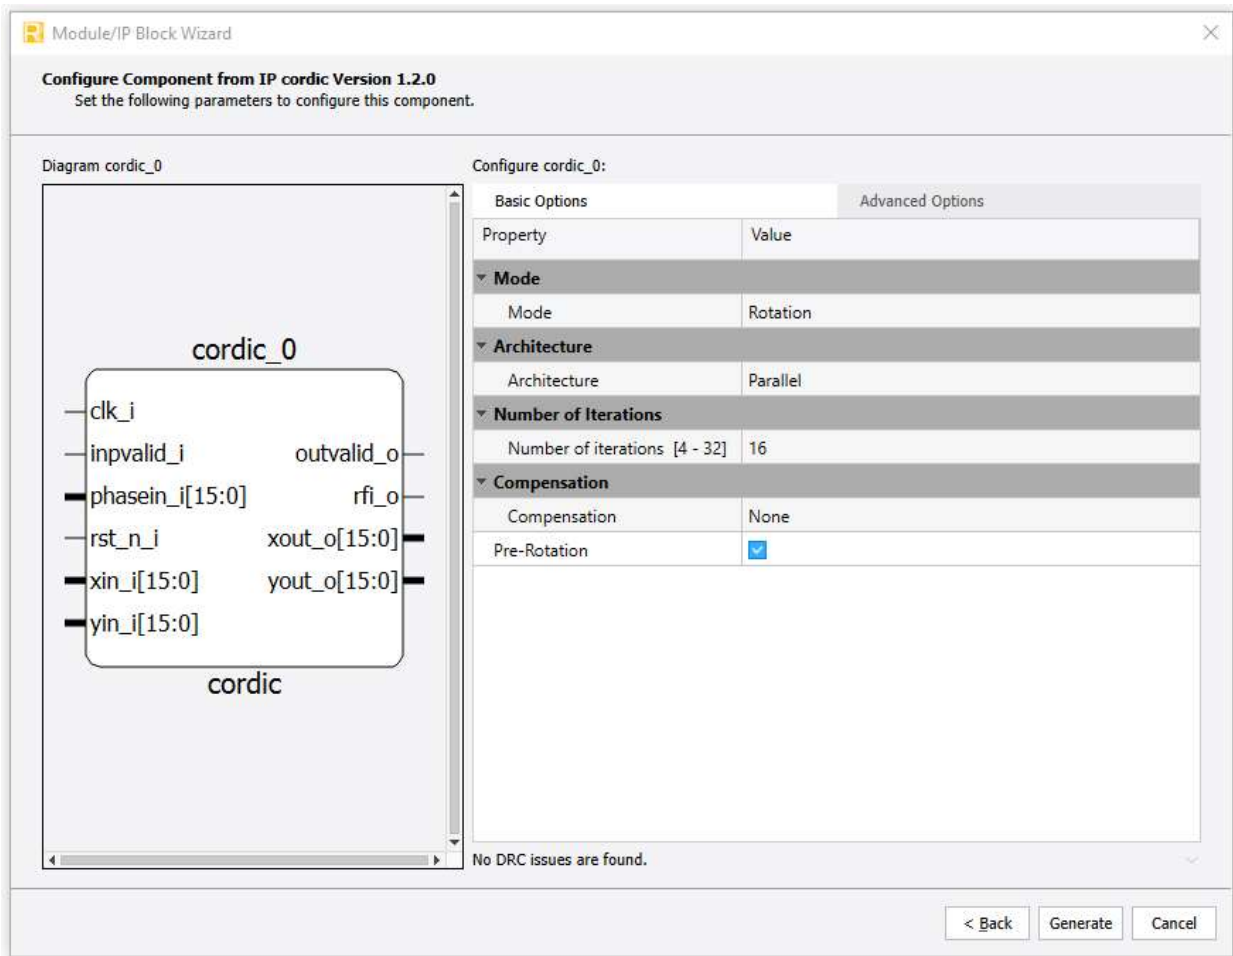 Module/IP Block Wizard
Configure Component from IP cordic Version 1.2.0
Set the following parameters to configure this component.
Diagram cordic_0
cordic_0
clk_i
inpvalid_i outvalid_o
phasein_i[15:0] rfi_o
rst_n_i xout_o[15:0]
xin_i[15:0] yout_o[15:0]
yin_i[15:0]
cordic
Configure cordic_0:
Basic Options Advanced Options
Property Value
Mode
Mode Rotation
Architecture
Architecture Parallel
Number of Iterations
Number of iterations [4 - 32] 16
Compensation
Compensation None
Pre-Rotation
No DRC issues are found.
< Back Generate Cancel